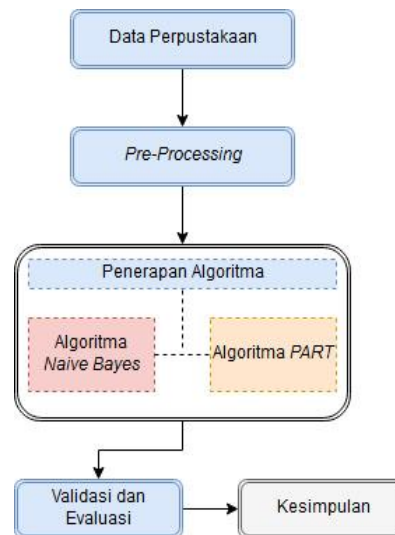 Data Perpustakaan
Pre-Processing
Penerapan Algoritma
Algoritma
Naive Bayes
Algoritma PART
Validasi dan
Evaluasi
Kesimpulan